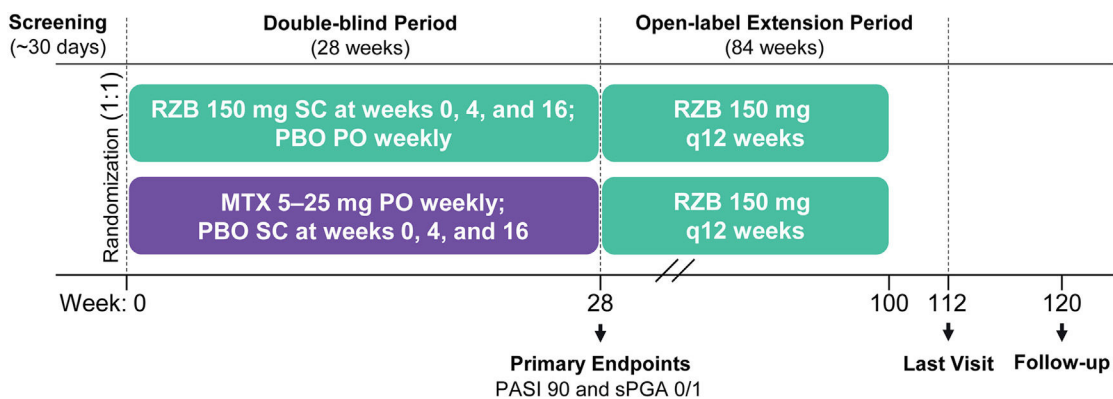 Screening
(~30 days)
Double-blind Period
(28 weeks)
Open-label Extension Period
(84 weeks)
Randomization (1:1)
RZB 150 mg SC at weeks 0, 4, and 16;
PBO PO weekly
RZB 150 mg
q12 weeks
MTX 5–25 mg PO weekly;
PBO SC at weeks 0, 4, and 16
RZB 150 mg
q12 weeks
Week: 0
28
100
112
120
Primary Endpoints
PASI 90 and sPGA 0/1
Last Visit
Follow-up